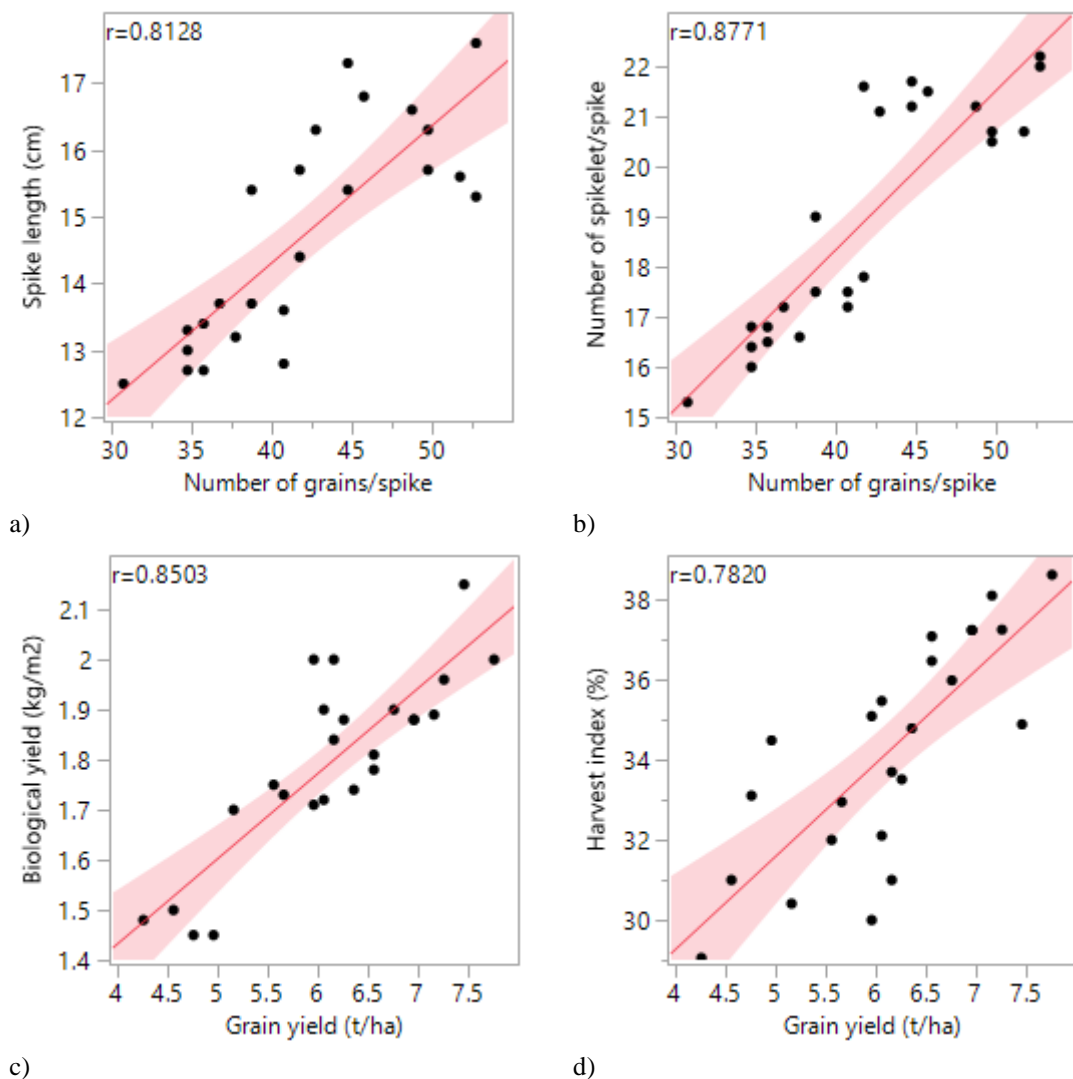 r=0.8128
Spike length (cm)
17
16
15
14
13
12
30 35 40 45 50
Number of grains/spike
a)
r=0.8771
Number of spikelet/spike
22
21
20
19
18
17
16
15
30 35 40 45 50
Number of grains/spike
b)
r=0.8503
Biological yield (kg/m2)
2.1
2
1.9
1.8
1.7
1.6
1.5
1.4
4 4.5 5 5.5 6 6.5 7 7.5
Grain yield (t/ha)
c)
r=0.7820
Harvest index (%)
38
36
34
32
30
4 4.5 5 5.5 6 6.5 7 7.5
Grain yield (t/ha)
d)